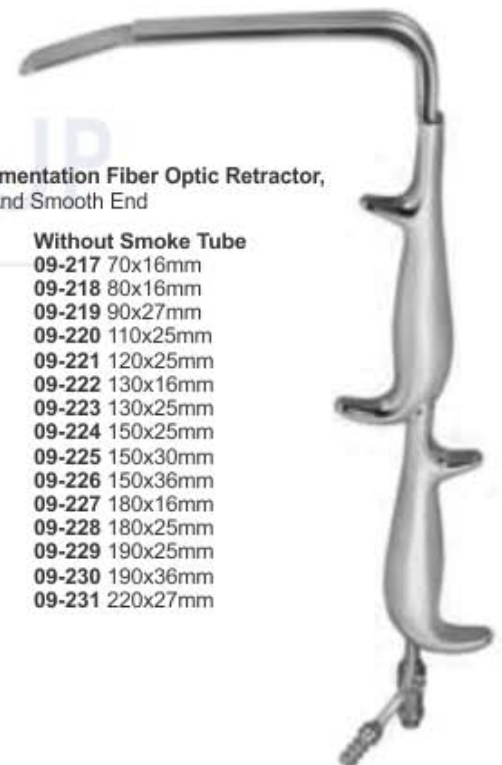 JP
mentation Fiber Optic Retractor,
nd Smooth End
Without Smoke Tube
09-217 70x16mm
09-218 80x16mm
09-219 90x27mm
09-220 110x25mm
09-221 120x25mm
09-222 130x16mm
09-223 130x25mm
09-224 150x25mm
09-225 150x30mm
09-226 150x36mm
09-227 180x16mm
09-228 180x25mm
09-229 190x25mm
09-230 190x36mm
09-231 220x27mm